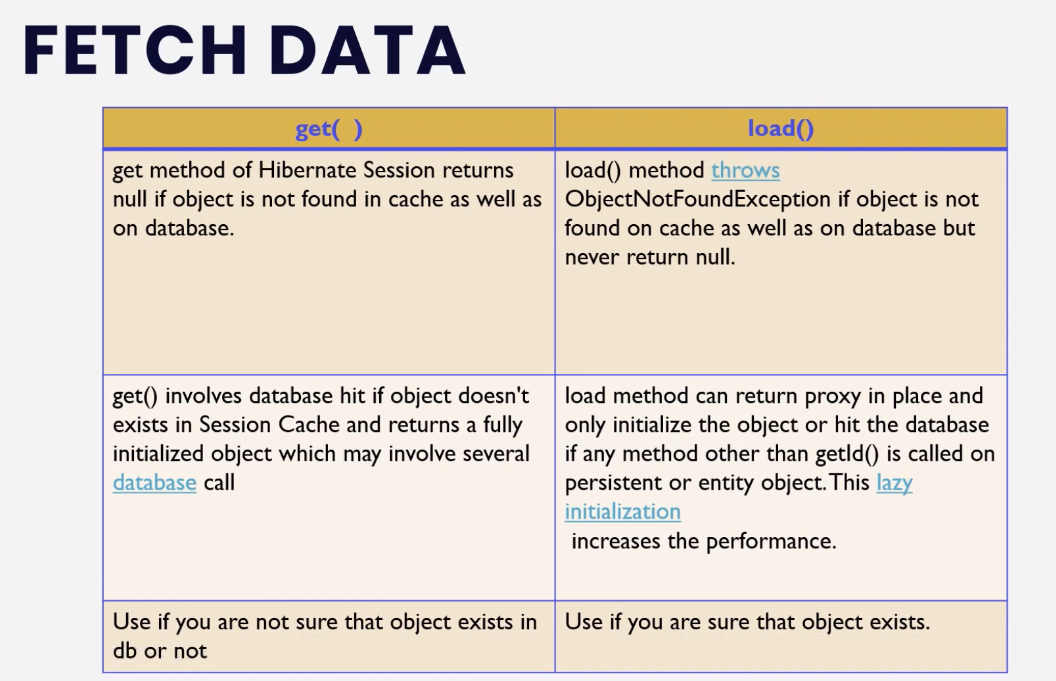 FETCH DATA
get(  )
load()
get method of Hibernate Session returns
null if object is not found in cache as well as
on database.
load() method throws
ObjectNotFoundException if object is not
found on cache as well as on database but
never return null.
get() involves database hit if object doesn't
exists in Session Cache and returns a fully
initialized object which may involve several
database call
load method can return proxy in place and
only initialize the object or hit the database
if any method other than getId() is called on
persistent or entity object. This lazy
initialization
increases the performance.
Use if you are not sure that object exists in
db or not
Use if you are sure that object exists.